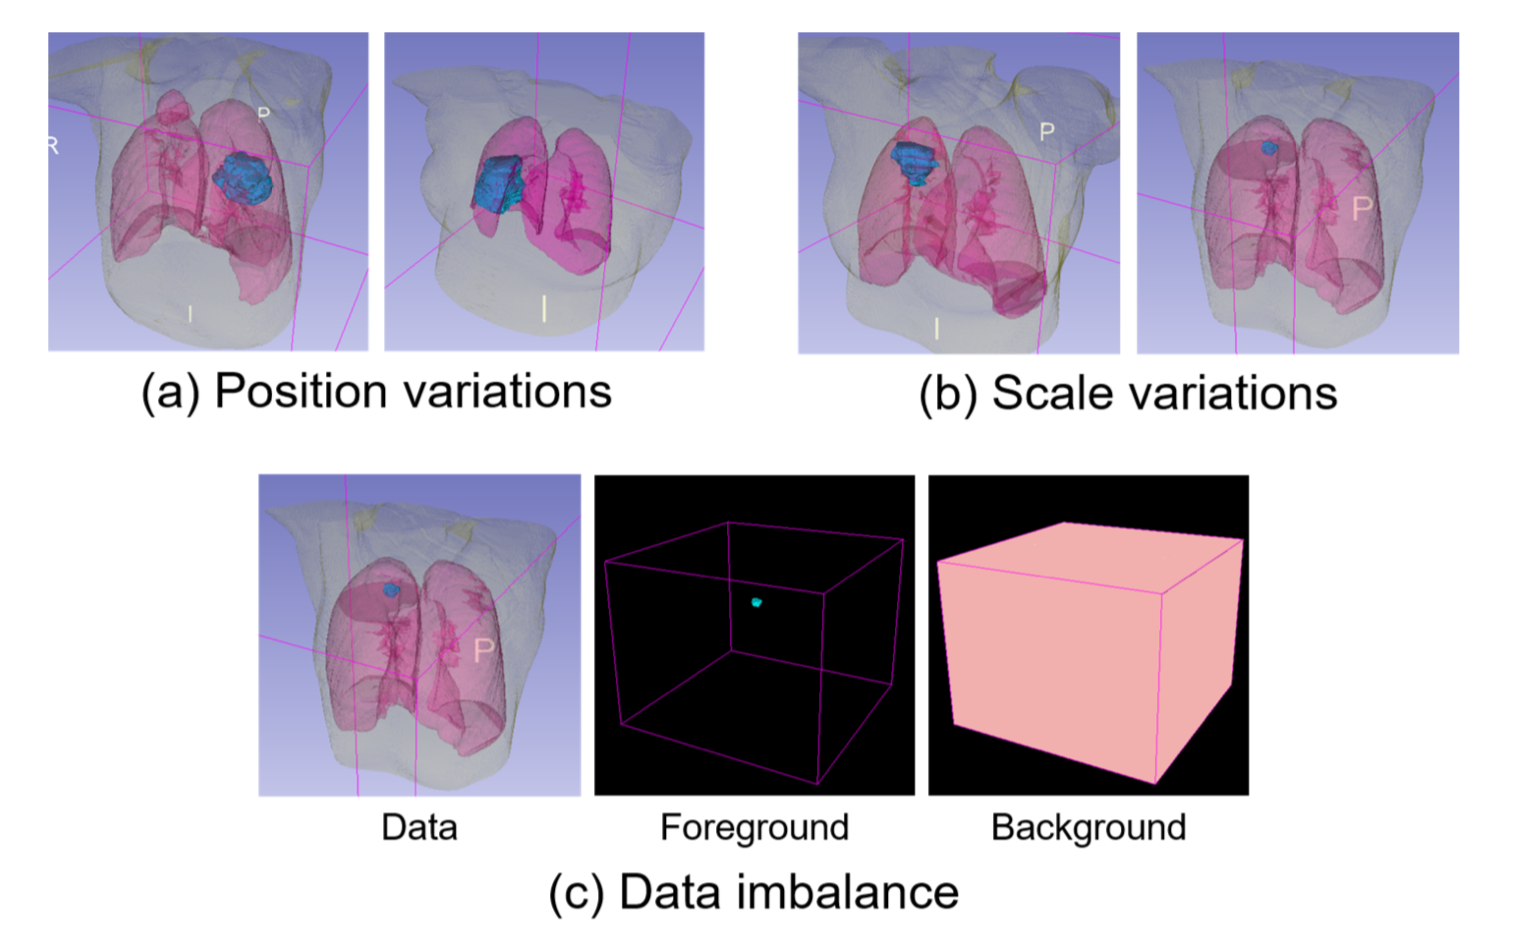 R
P
I
I
P
I
P
(a) Position variations
(b) Scale variations
P
Data
Foreground
Background
(c) Data imbalance